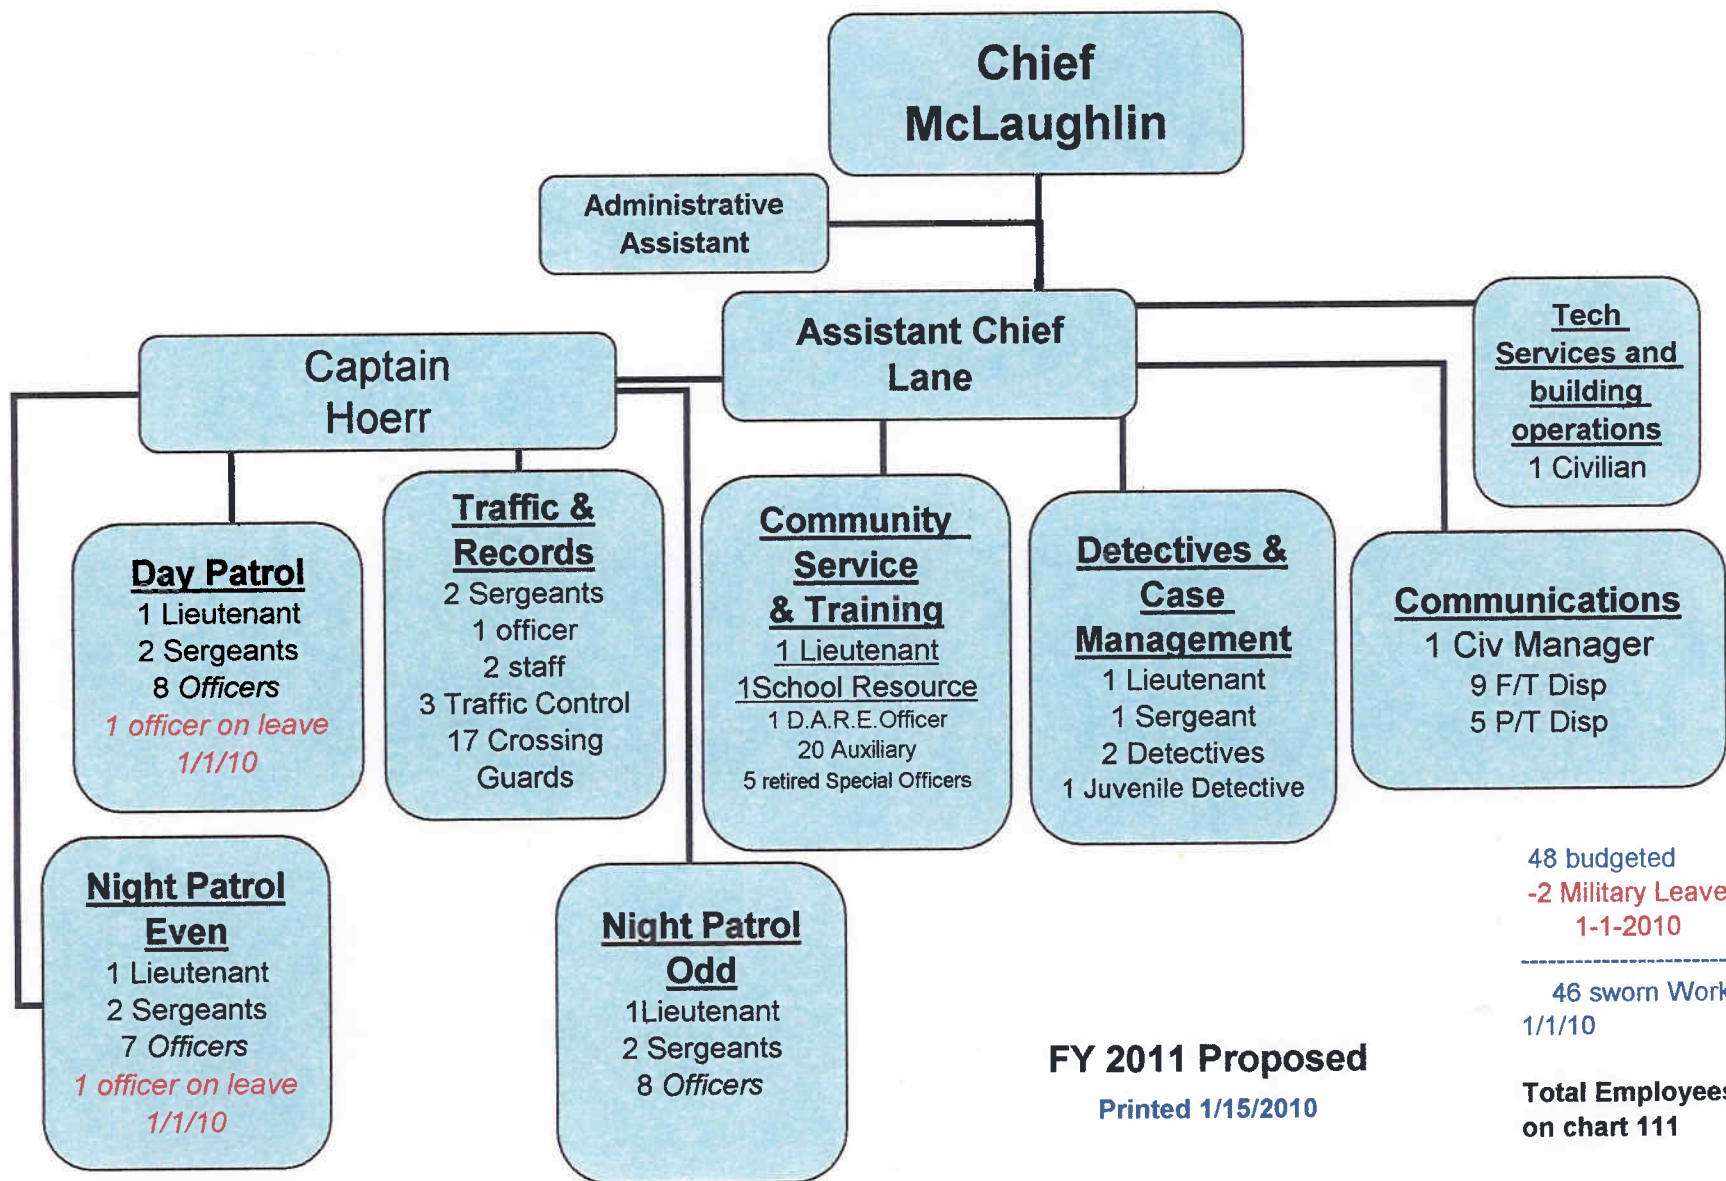 Chief
McLaughlin
Administrative
Assistant
Assistant Chief
Lane
Tech
Services and
building
operations
1 Civilian
Captain
Hoerr
Day Patrol
1 Lieutenant
2 Sergeants
8 Officers
1 officer on leave
1/1/10
Traffic &
Records
2 Sergeants
1 officer
2 staff
3 Traffic Control
17 Crossing
Guards
Community
Service
& Training
1 Lieutenant
1School Resource
1 D.A.R.E.Officer
20 Auxiliary
5 retired Special Officers
Detectives &
Case
Management
1 Lieutenant
1 Sergeant
2 Detectives
1 Juvenile Detective
Communications
1 Civ Manager
9 F/T Disp
5 P/T Disp
Night Patrol
Even
1 Lieutenant
2 Sergeants
7 Officers
1 officer on leave
1/1/10
Night Patrol
Odd
1Lieutenant
2 Sergeants
8 Officers
FY 2011 Proposed
Printed 1/15/2010
48 budgeted
-2 Military Leave
1-1-2010
--------------------------
46 sworn Work
1/1/10
Total Employees
on chart 111